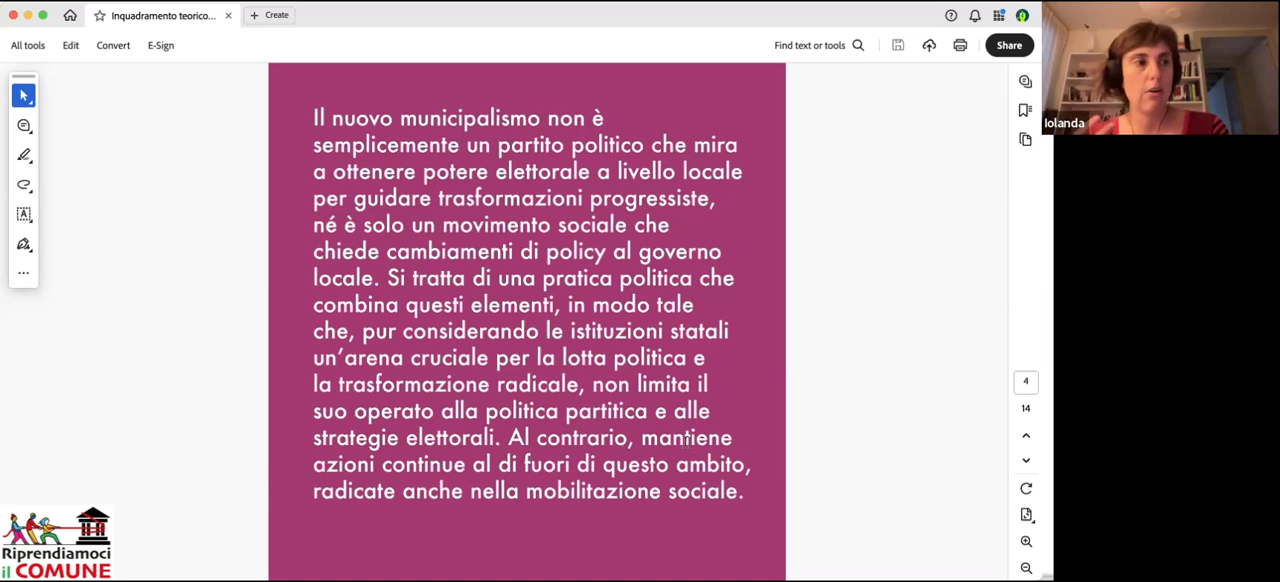 Inquadramento teorico...
Create
All tools
Edit
Convert
E-Sign
Find text or tools
Share
Iolanda
Il nuovo municipalismo non è
semplicemente un partito politico che mira
a ottenere potere elettorale a livello locale
per guidare trasformazioni progressiste,
né è solo un movimento sociale che
chiede cambiamenti di policy al governo
locale. Si tratta di una pratica politica che
combina questi elementi, in modo tale
che, pur considerando le istituzioni statali
un'arena cruciale per la lotta politica e
la trasformazione radicale, non limita il
suo operato alla politica partitica e alle
strategie elettorali. Al contrario, mantiene
azioni continue al di fuori di questo ambito,
radicate anche nella mobilitazione sociale.
4
14
Riprendiamoci
il COMUNE